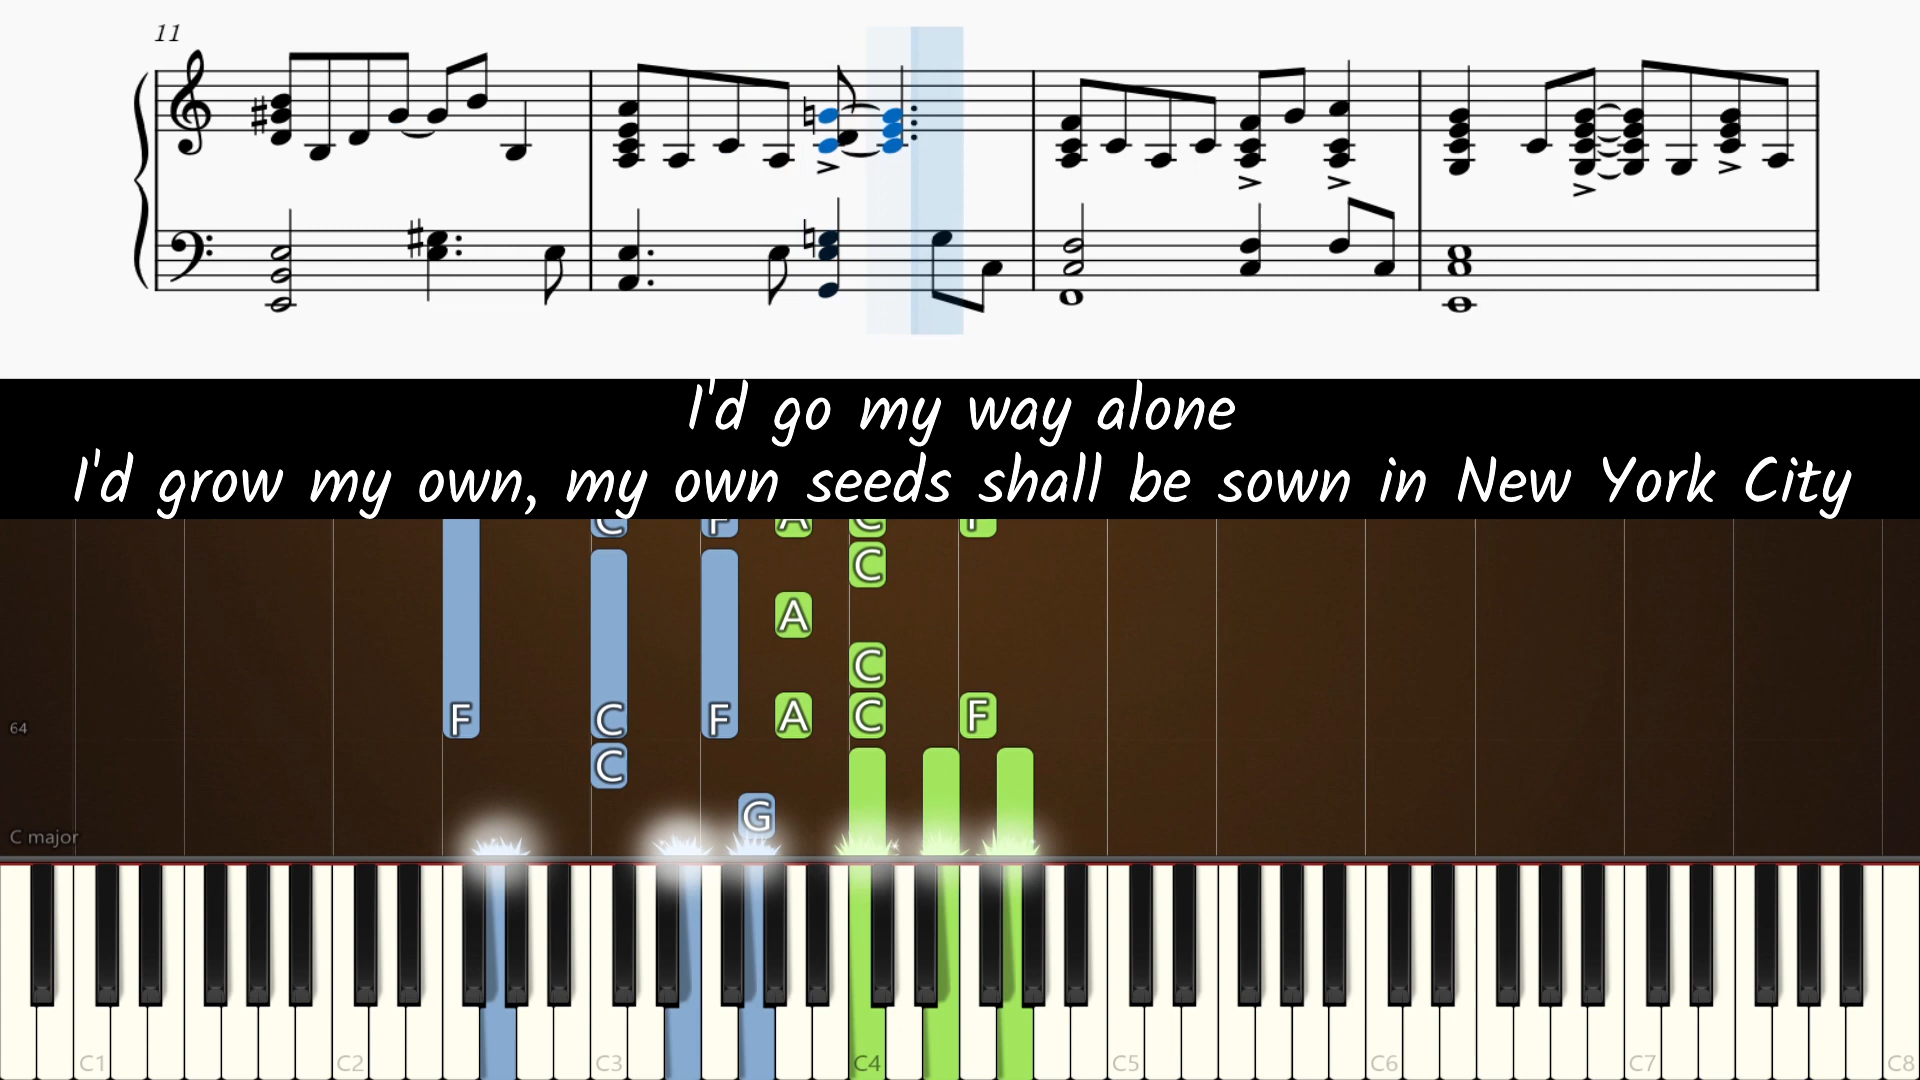 11
I'd go my way alone
I'd grow my own, my own seeds shall be sown in New York City
C F A C F
C
A
C
F C F A C F
64
C
G
C major
C1 C2 C3 C4 C5 C6 C7 C8